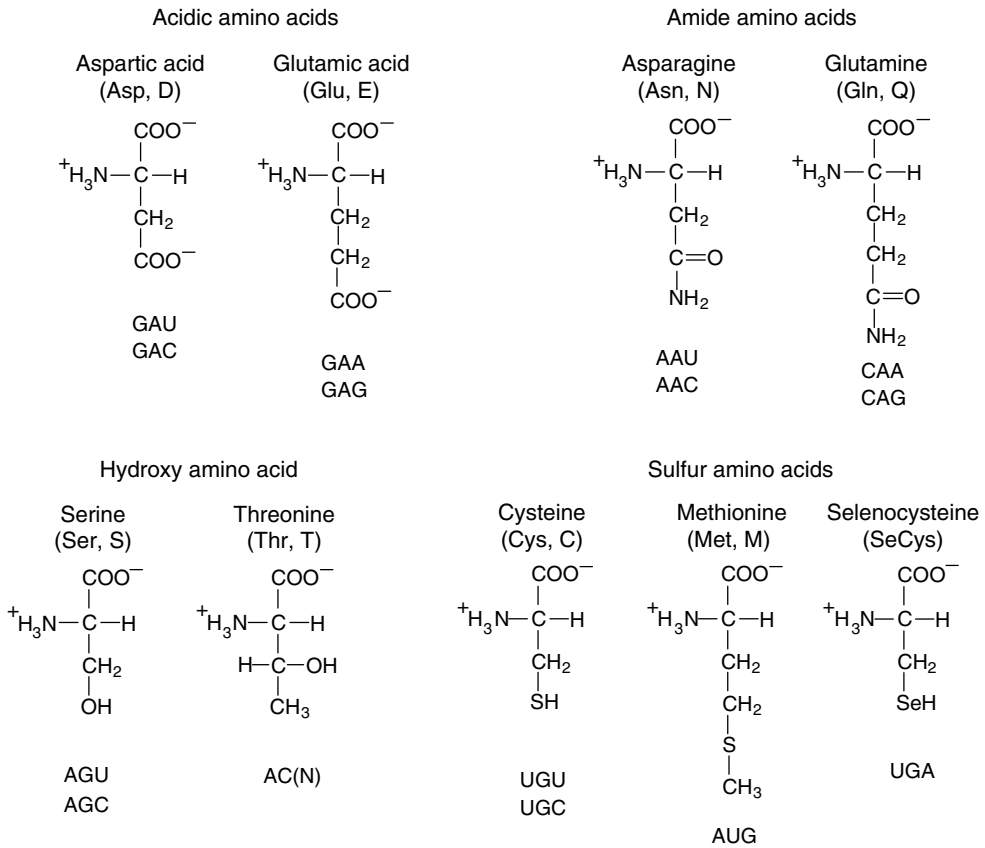 Acidic amino acids
Aspartic acid
(Asp, D)
COO⁻
⁺H₃N—C—H
CH₂
COO⁻
GAU
GAC
Glutamic acid
(Glu, E)
COO⁻
⁺H₃N—C—H
CH₂
CH₂
COO⁻
GAA
GAG
Amide amino acids
Asparagine
(Asn, N)
COO⁻
⁺H₃N—C—H
CH₂
C=O
NH₂
AAU
AAC
Glutamine
(Gln, Q)
COO⁻
⁺H₃N—C—H
CH₂
CH₂
C=O
NH₂
CAA
CAG
Hydroxy amino acid
Serine
(Ser, S)
COO⁻
⁺H₃N—C—H
CH₂
OH
AGU
AGC
Threonine
(Thr, T)
COO⁻
⁺H₃N—C—H
H—C—OH
CH₃
AC(N)
Sulfur amino acids
Cysteine
(Cys, C)
COO⁻
⁺H₃N—C—H
CH₂
SH
UGU
UGC
Methionine
(Met, M)
COO⁻
⁺H₃N—C—H
CH₂
CH₂
S
CH₃
AUG
Selenocysteine
(SeCys)
COO⁻
⁺H₃N—C—H
CH₂
SeH
UGA